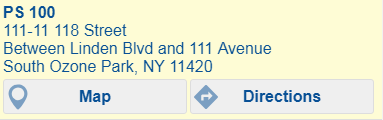 PS 100
111-11 118 Street
Between Linden Blvd and 111 Avenue
South Ozone Park, NY 11420
Map
Directions